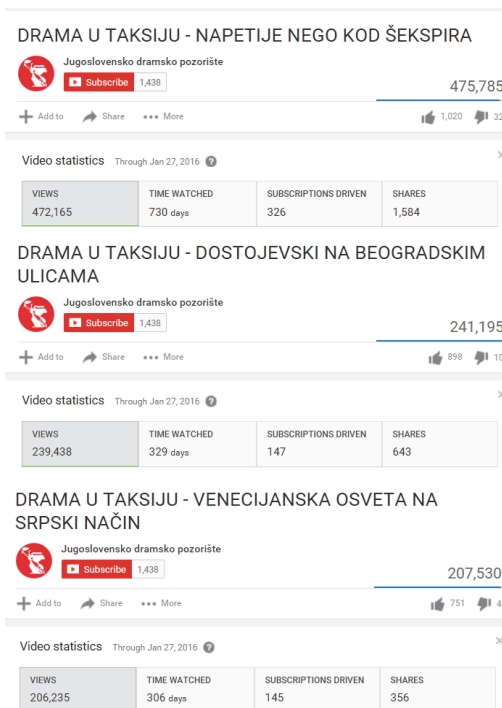 DRAMA U TAKSIJU - NAPETIJE NEGO KOD ŠEKSPIRA
Jugoslovensko dramsko pozorište
Subscribe 1,438
475,785
Add to Share More 1,020 32
Video statistics Through Jan 27, 2016 ?
VIEWS TIME WATCHED SUBSCRIPTIONS DRIVEN SHARES
472,165 730 days 326 1,584
DRAMA U TAKSIJU - DOSTOJEVSKI NA BEOGRADSKIM
ULICAMA
Jugoslovensko dramsko pozorište
Subscribe 1,438
241,195
Add to Share More 898 10
Video statistics Through Jan 27, 2016 ?
VIEWS TIME WATCHED SUBSCRIPTIONS DRIVEN SHARES
239,438 329 days 147 643
DRAMA U TAKSIJU - VENECIJANSKA OSVETA NA
SRPSKI NAČIN
Jugoslovensko dramsko pozorište
Subscribe 1,438
207,530
Add to Share More 751 4
Video statistics Through Jan 27, 2016 ?
VIEWS TIME WATCHED SUBSCRIPTIONS DRIVEN SHARES
206,235 306 days 145 356